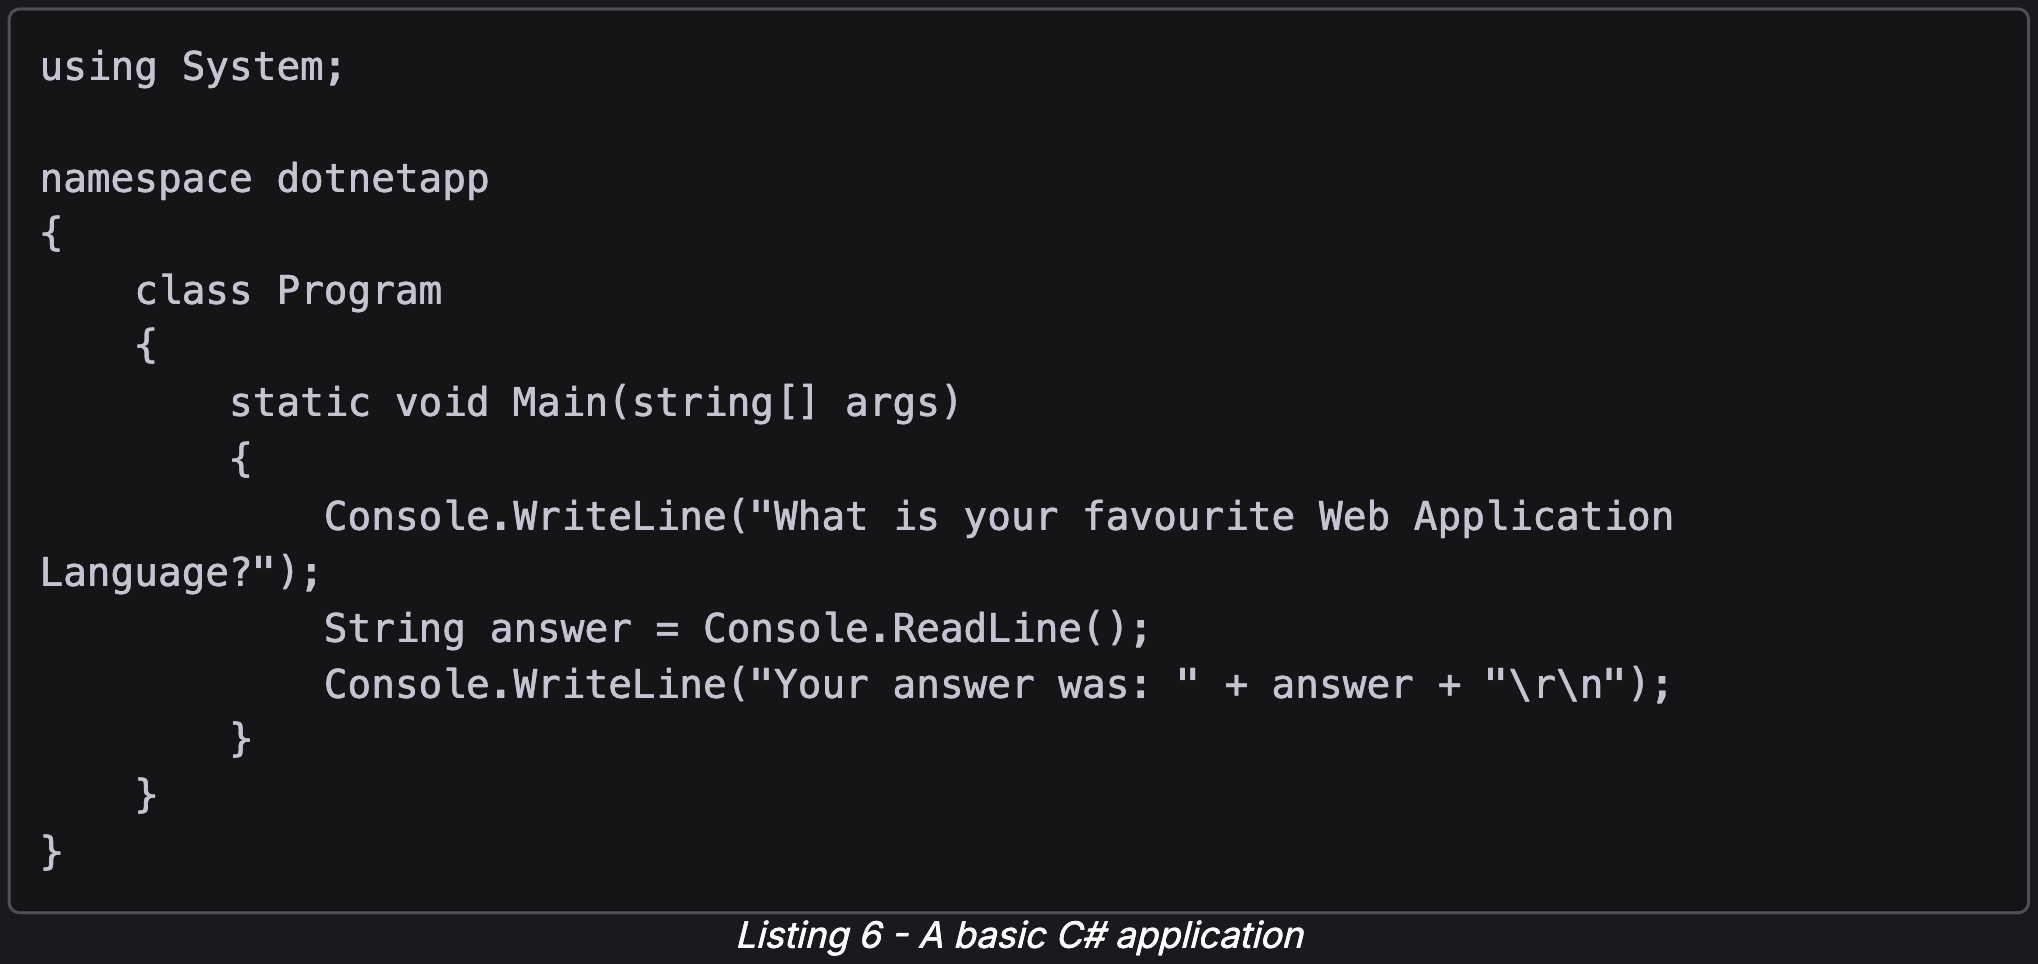 using System;

namespace dotnetapp
{
    class Program
    {
        static void Main(string[] args)
        {
            Console.WriteLine("What is your favourite Web Application
Language?");
            String answer = Console.ReadLine();
            Console.WriteLine("Your answer was: " + answer + "\r\n");
        }
    }
}
Listing 6 - A basic C# application